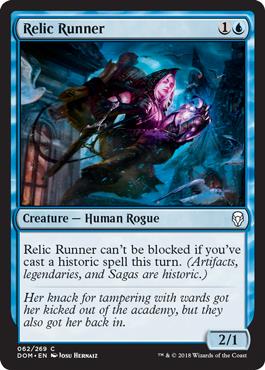 Relic Runner 1
Creature — Human Rogue
Relic Runner can't be blocked if you've
cast a historic spell this turn. (Artifacts,
legendaries, and Sagas are historic.)
Her knack for tampering with wards got
her kicked out of the academy, but they
also got her back in.
2/1
062/269 C
DOM • EN Josu Hernaiz
™ & © 2018 Wizards of the Coast